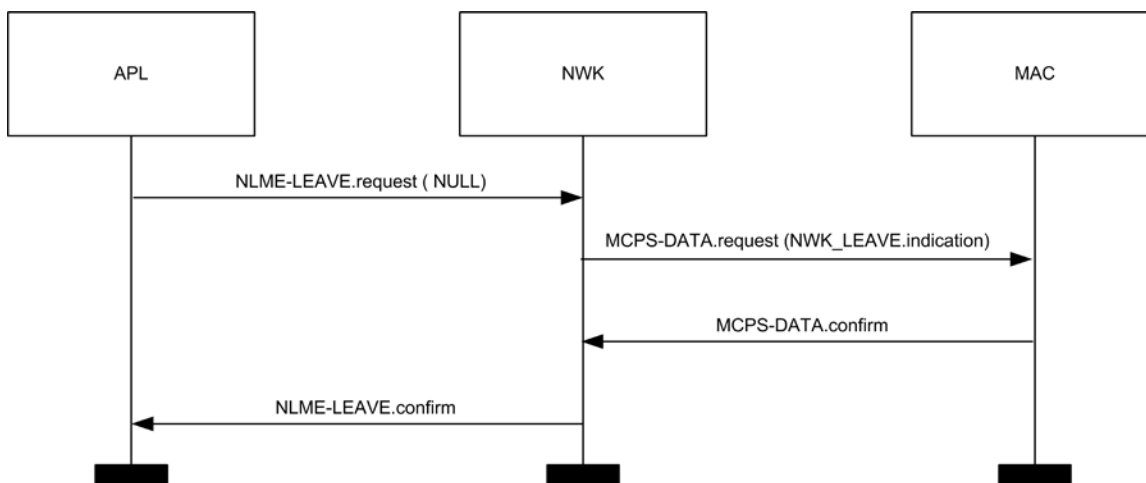 APL
NWK
MAC
NLME-LEAVE.request ( NULL)
MCPS-DATA.request (NWK_LEAVE.indication)
MCPS-DATA.confirm
NLME-LEAVE.confirm